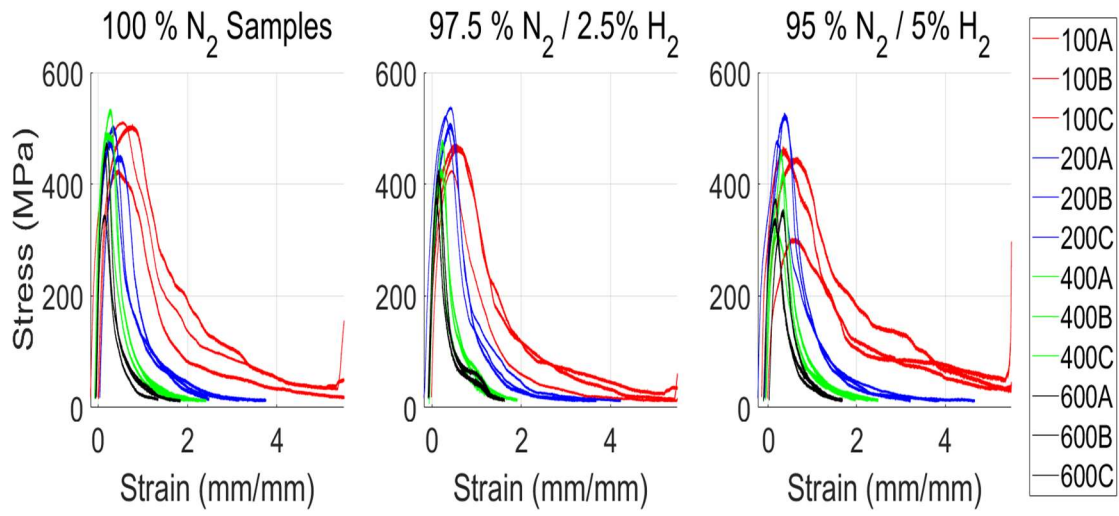 100 % N₂ Samples
97.5 % N₂ / 2.5% H₂
95 % N₂ / 5% H₂
Stress (MPa)
600
400
200
0
0
2
4
Strain (mm/mm)
600
400
200
0
0
2
4
Strain (mm/mm)
600
400
200
0
0
2
4
Strain (mm/mm)
100A
100B
100C
200A
200B
200C
400A
400B
400C
600A
600B
600C